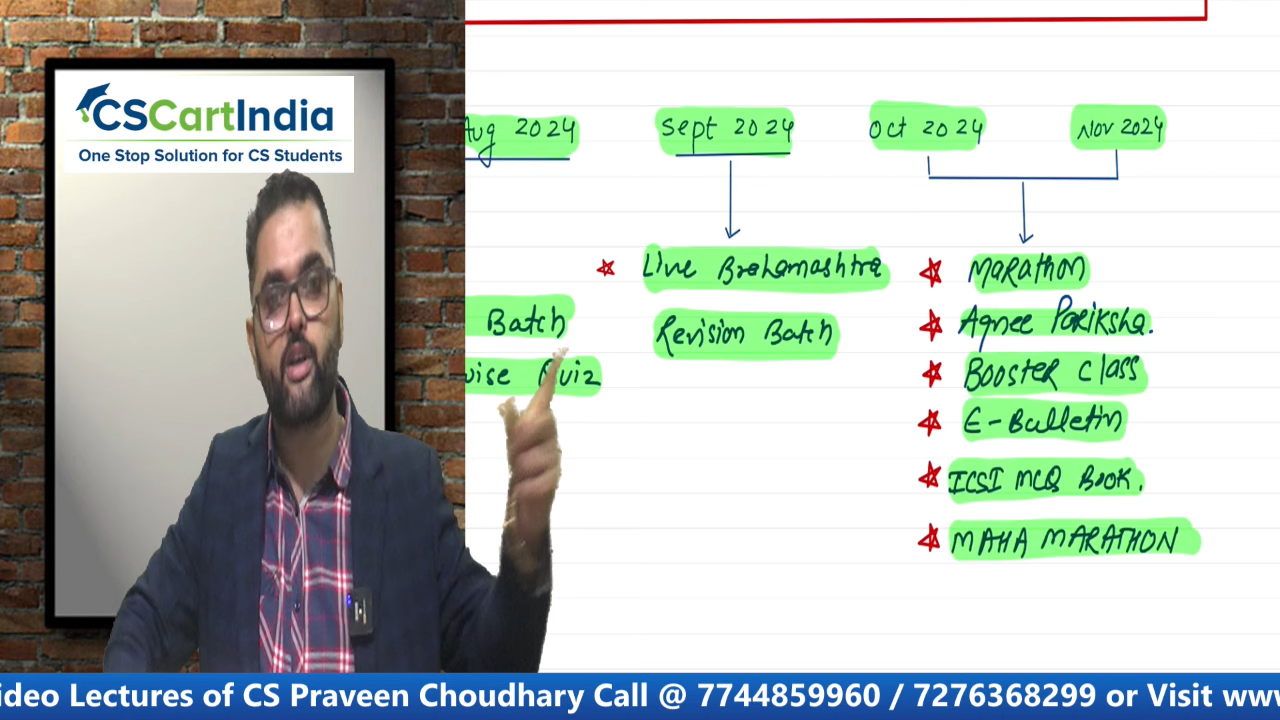 CSCartIndia
One Stop Solution for CS Students
Aug 2024
Sept 2024
Oct 2024
Nov 2024
Batch
wise Quiz
Live Brahamashtra
Revision Batch
MARATHON
Agnee Pariksha.
Booster Class
E-Bulletin
ICSI MCQ Book.
MAHA MARATHON
ideo Lectures of CS Praveen Choudhary Call @ 7744859960 / 7276368299 or Visit www